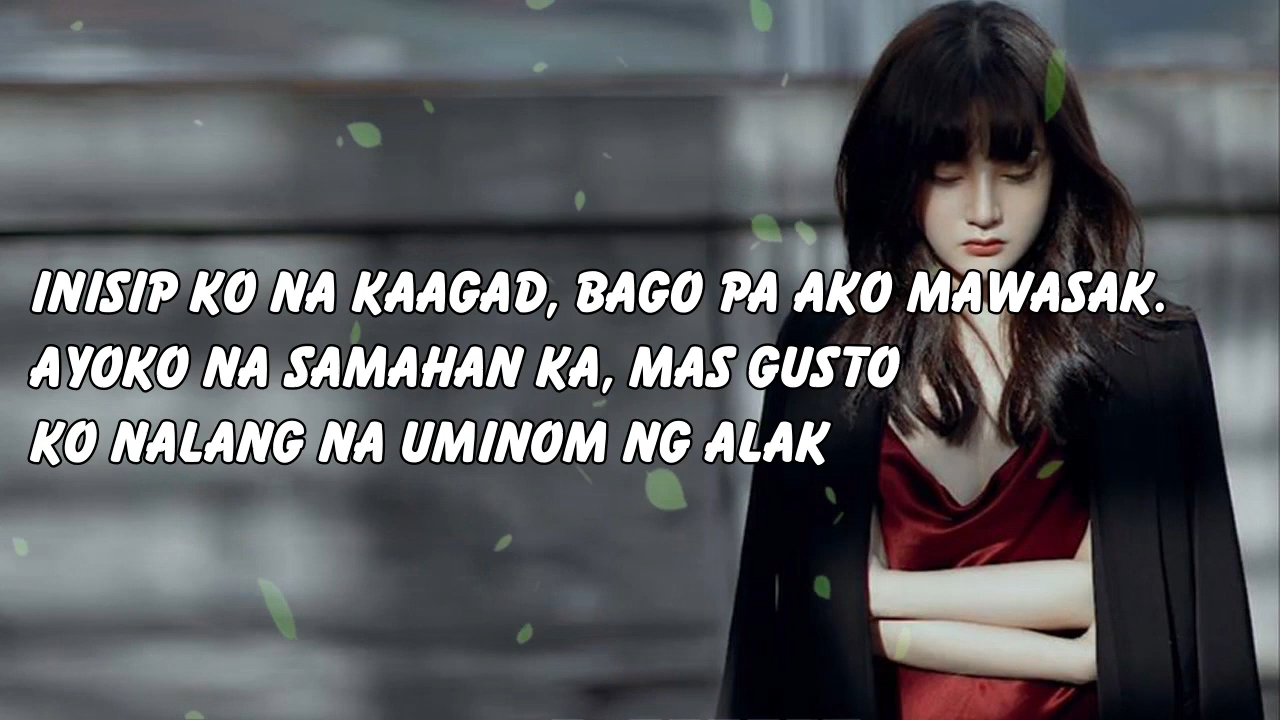 INISIP KO NA KAAGAD, BAGO PA AKO MAWASAK.
AYOKO NA SAMAHAN KA, MAS GUSTO
KO NALANG NA UMINOM NG ALAK